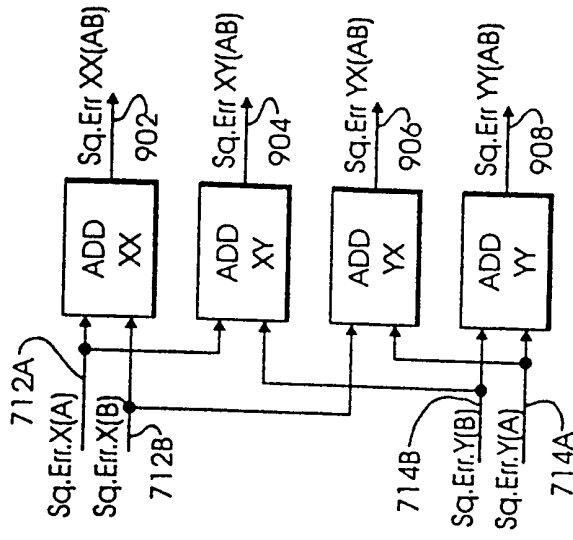 712A
Sq.Err.X(A)
Sq.Err.X(B)
712B
ADD
XX
Sq.Err XX(AB)
902
ADD
XY
Sq.Err XY(AB)
904
ADD
YX
Sq.Err YX(AB)
906
714B
Sq.Err.Y(B)
Sq.Err.Y(A)
714A
ADD
YY
Sq.Err YY(AB)
908